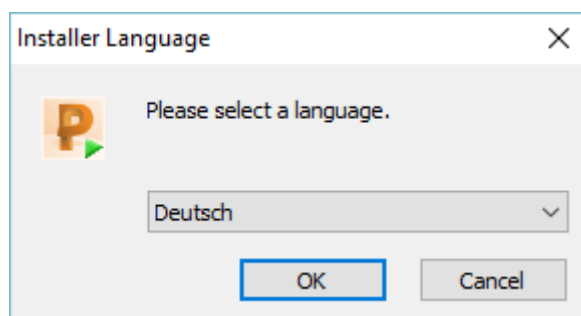 Installer Language
Please select a language.
Deutsch
OK
Cancel